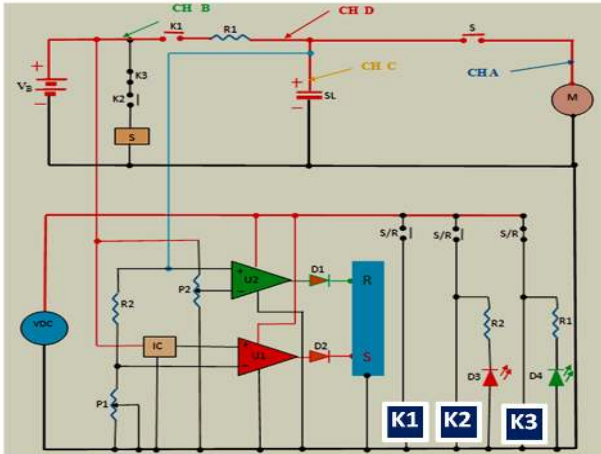 CH B
CH D
K1
R1
S
CH A
CH C
+
VB
−
K3
K2
S
+
−
SL
M
S/R
S/R
S/R
VDC
R2
P2
+
−
U2
D1
R
IC
+
−
U1
D2
S
P1
R2
D3
R1
D4
K1
K2
K3